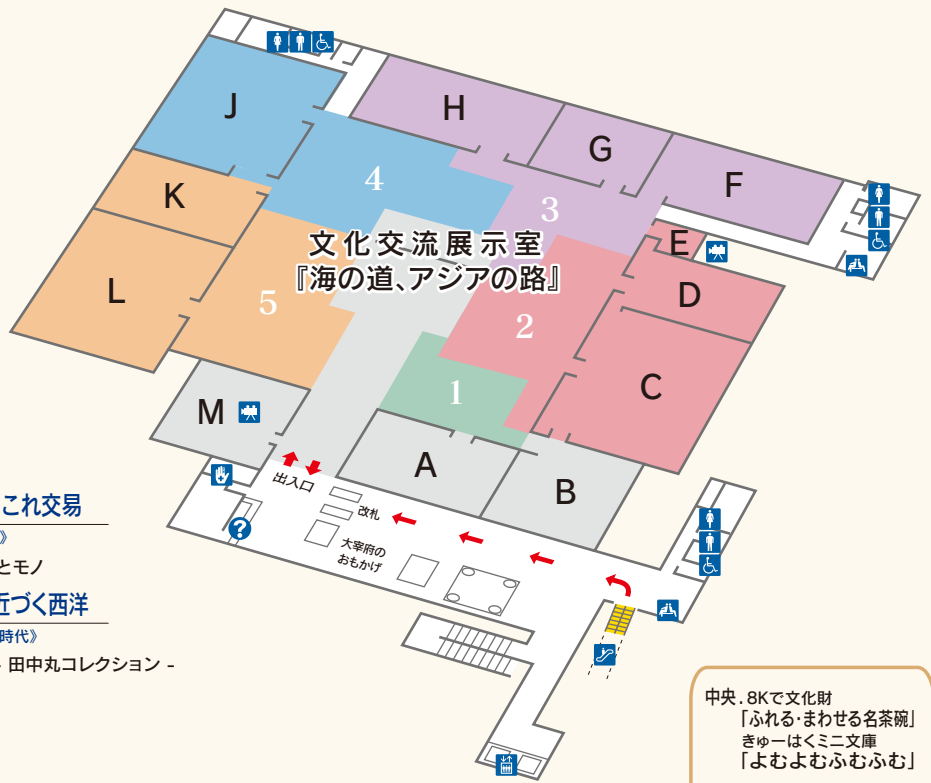 J
H
G
F
K
L
4
3
E
D
文化交流展示室
『海の道、アジアの路』
5
2
1
C
M
A
B
出入口
改札
大宰府の
おもかげ
?
これ交易
》
とモノ
近づく西洋
時代》
田中丸コレクション -
中央.8Kで文化財
「ふれる・まわせる名茶碗」
きゅーはくミニ文庫
「よむよむふむふむ」